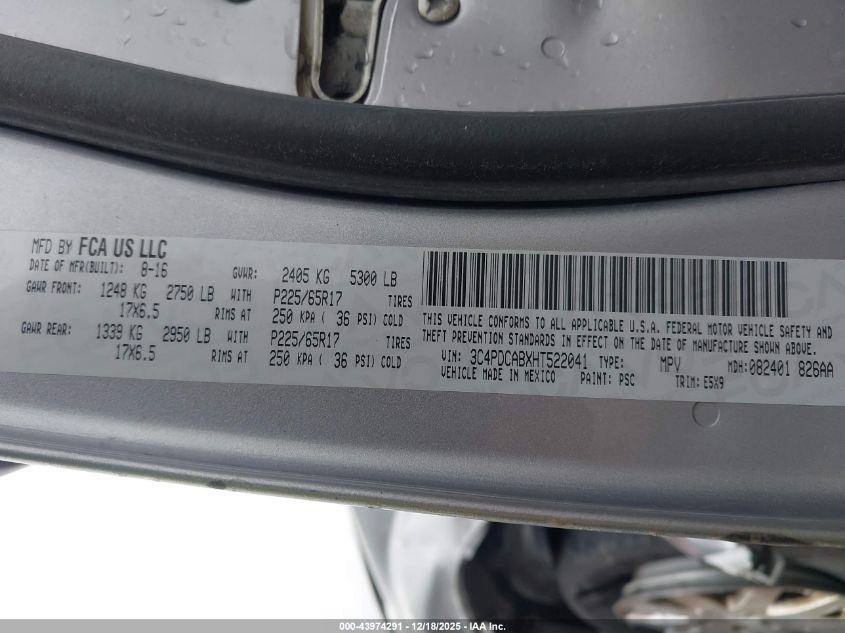 MFD BY FCA US LLC
DATE OF MFR(BUILT): 8-16 GVWR: 2405 KG 5300 LB
GAWR FRONT: 1248 KG 2750 LB WITH P225/65R17 TIRES
17X6.5 RIMS AT 250 KPA ( 36 PSI) COLD
GAWR REAR: 1339 KG 2950 LB WITH P225/65R17 TIRES
17X6.5 RIMS AT 250 KPA ( 36 PSI) COLD
THIS VEHICLE CONFORMS TO ALL APPLICABLE U.S.A. FEDERAL MOTOR VEHICLE SAFETY AND
THEFT PREVENTION STANDARDS IN EFFECT ON THE DATE OF MANUFACTURE SHOWN ABOVE.
VIN: 3C4PDCABXHT522041 TYPE: MPV MDH:082401 826AA
VEHICLE MADE IN MEXICO PAINT: PSC TRIM: E5X9
000-43974291 - 12/18/2025 - IAA Inc.